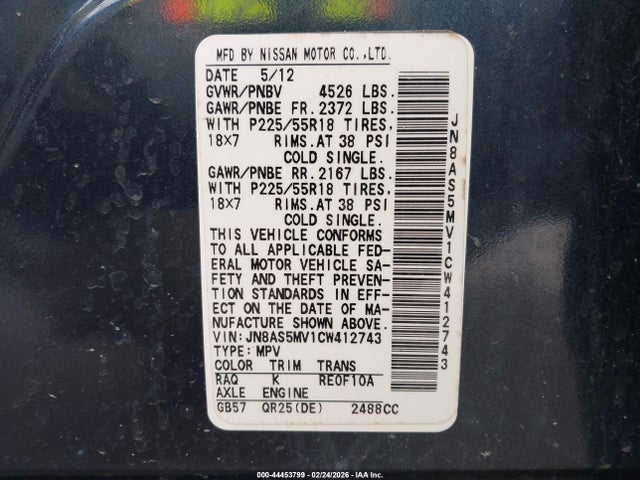 MFD BY NISSAN MOTOR CO.,LTD.
DATE 5/12
GVWR/PNBV 4526 LBS.
GAWR/PNBE FR. 2372 LBS.
WITH P225/55R18 TIRES,
18X7 RIMS.AT 38 PSI
COLD SINGLE.
GAWR/PNBE RR. 2167 LBS.
WITH P225/55R18 TIRES,
18X7 RIMS.AT 38 PSI
COLD SINGLE.
THIS VEHICLE CONFORMS
TO ALL APPLICABLE FED-
ERAL MOTOR VEHICLE SA-
FETY AND THEFT PREVEN-
TION STANDARDS IN EFF-
ECT ON THE DATE OF MA-
NUFACTURE SHOWN ABOVE.
VIN:JN8AS5MV1CW412743
TYPE:MPV
COLOR TRIM TRANS
RAQ K RE0F10A
AXLE ENGINE
GB57 QR25(DE) 2488CC
JN8AS5MV1CW412743
000-44453799 - 02/24/2026 - IAA Inc.